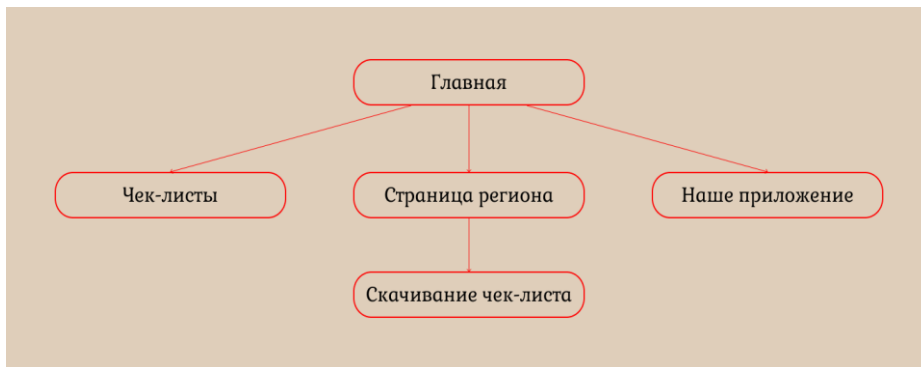 Главная
Чек-листы
Страница региона
Наше приложение
Скачивание чек-листа